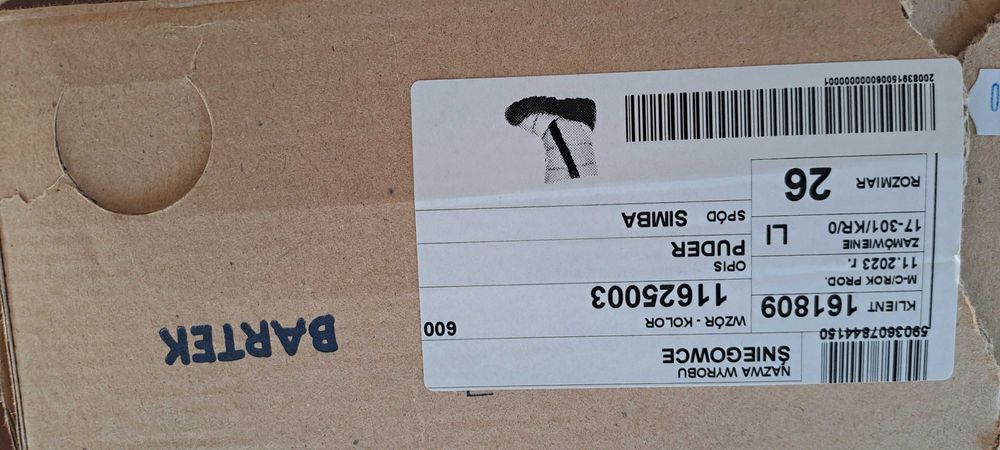 NAZWA WYROBU
ŚNIEGOWCE
5903607844150
KLIENT 161809
WZÓR - KOLOR
11625003
600
M-C/ROK PROD.
11.2023 r.
OPIS
PUDER
ZAMÓWIENIE
17-301/KR/0
LI
SPÓD SIMBA
ROZMIAR 26
20083915006000000001
BARTEK